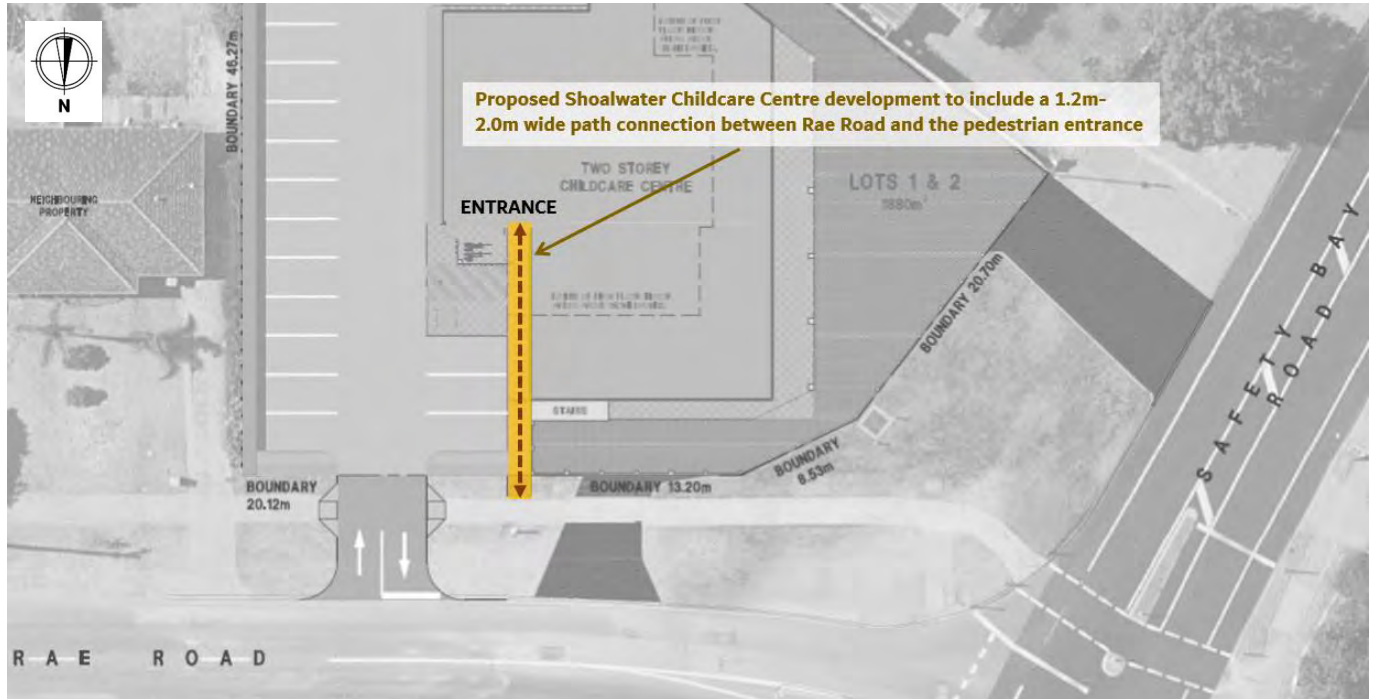 N
BOUNDARY 46.27m
Proposed Shoalwater Childcare Centre development to include a 1.2m-
2.0m wide path connection between Rae Road and the pedestrian entrance
TWO STOREY
CHILDCARE CENTRE
LOTS 1 & 2
1880m²
NEIGHBOURING
PROPERTY
ENTRANCE
BOUNDARY 20.70m
STAIRS
BOUNDARY
8.53m
BOUNDARY
20.12m
BOUNDARY 13.20m
SAFETY BAY
ROAD
RAE ROAD